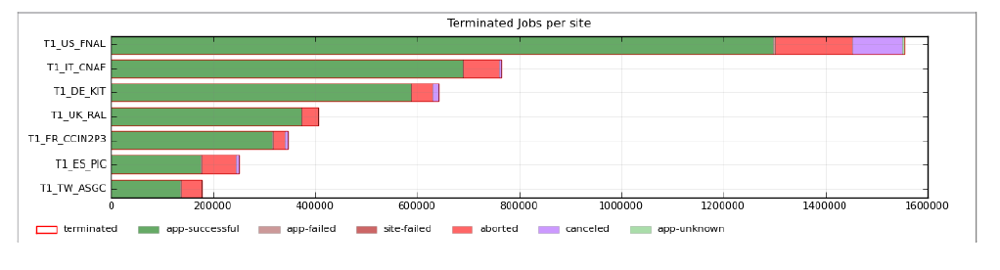 Terminated Jobs per site
T1_US_FNAL
T1_IT_CNAF
T1_DE_KIT
T1_UK_RAL
T1_FR_CCIN2P3
T1_ES_PIC
T1_TW_ASGC
0 200000 400000 600000 800000 1000000 1200000 1400000 1600000
terminated app-successful app-failed site-failed aborted canceled app-unknown